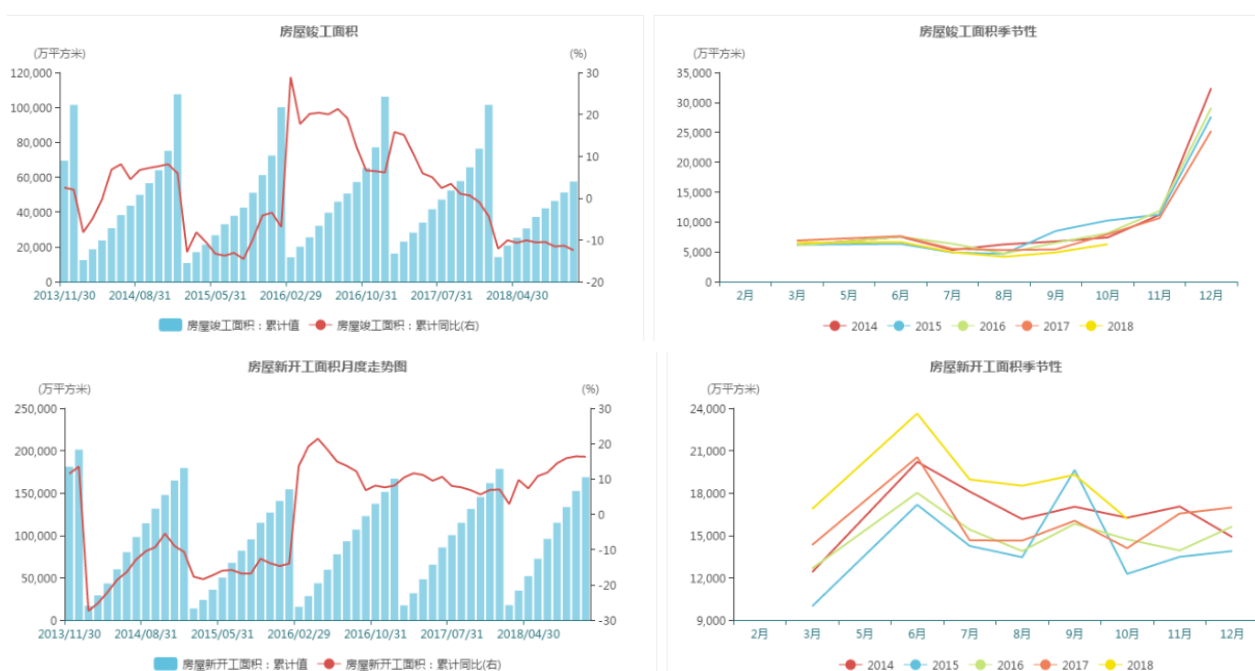 房屋竣工面积
(万平方米)
(%)
120,000
100,000
80,000
60,000
40,000
20,000
0
30
20
10
0
-10
-20
2013/11/30
2014/08/31
2015/05/31
2016/02/29
2016/10/31
2017/07/31
2018/04/30
房屋竣工面积：累计值
房屋竣工面积：累计同比(右)
房屋竣工面积季节性
(万平方米)
35,000
30,000
25,000
20,000
15,000
10,000
5,000
0
2月
3月
5月
6月
7月
8月
9月
10月
11月
12月
2014
2015
2016
2017
2018
房屋新开工面积月度走势图
(万平方米)
(%)
250,000
200,000
150,000
100,000
50,000
0
30
20
10
0
-10
-20
-30
2013/11/30
2014/08/31
2015/05/31
2016/02/29
2016/10/31
2017/07/31
2018/04/30
房屋新开工面积：累计值
房屋新开工面积：累计同比(右)
房屋新开工面积季节性
(万平方米)
24,000
21,000
18,000
15,000
12,000
9,000
2月
3月
5月
6月
7月
8月
9月
10月
11月
12月
2014
2015
2016
2017
2018